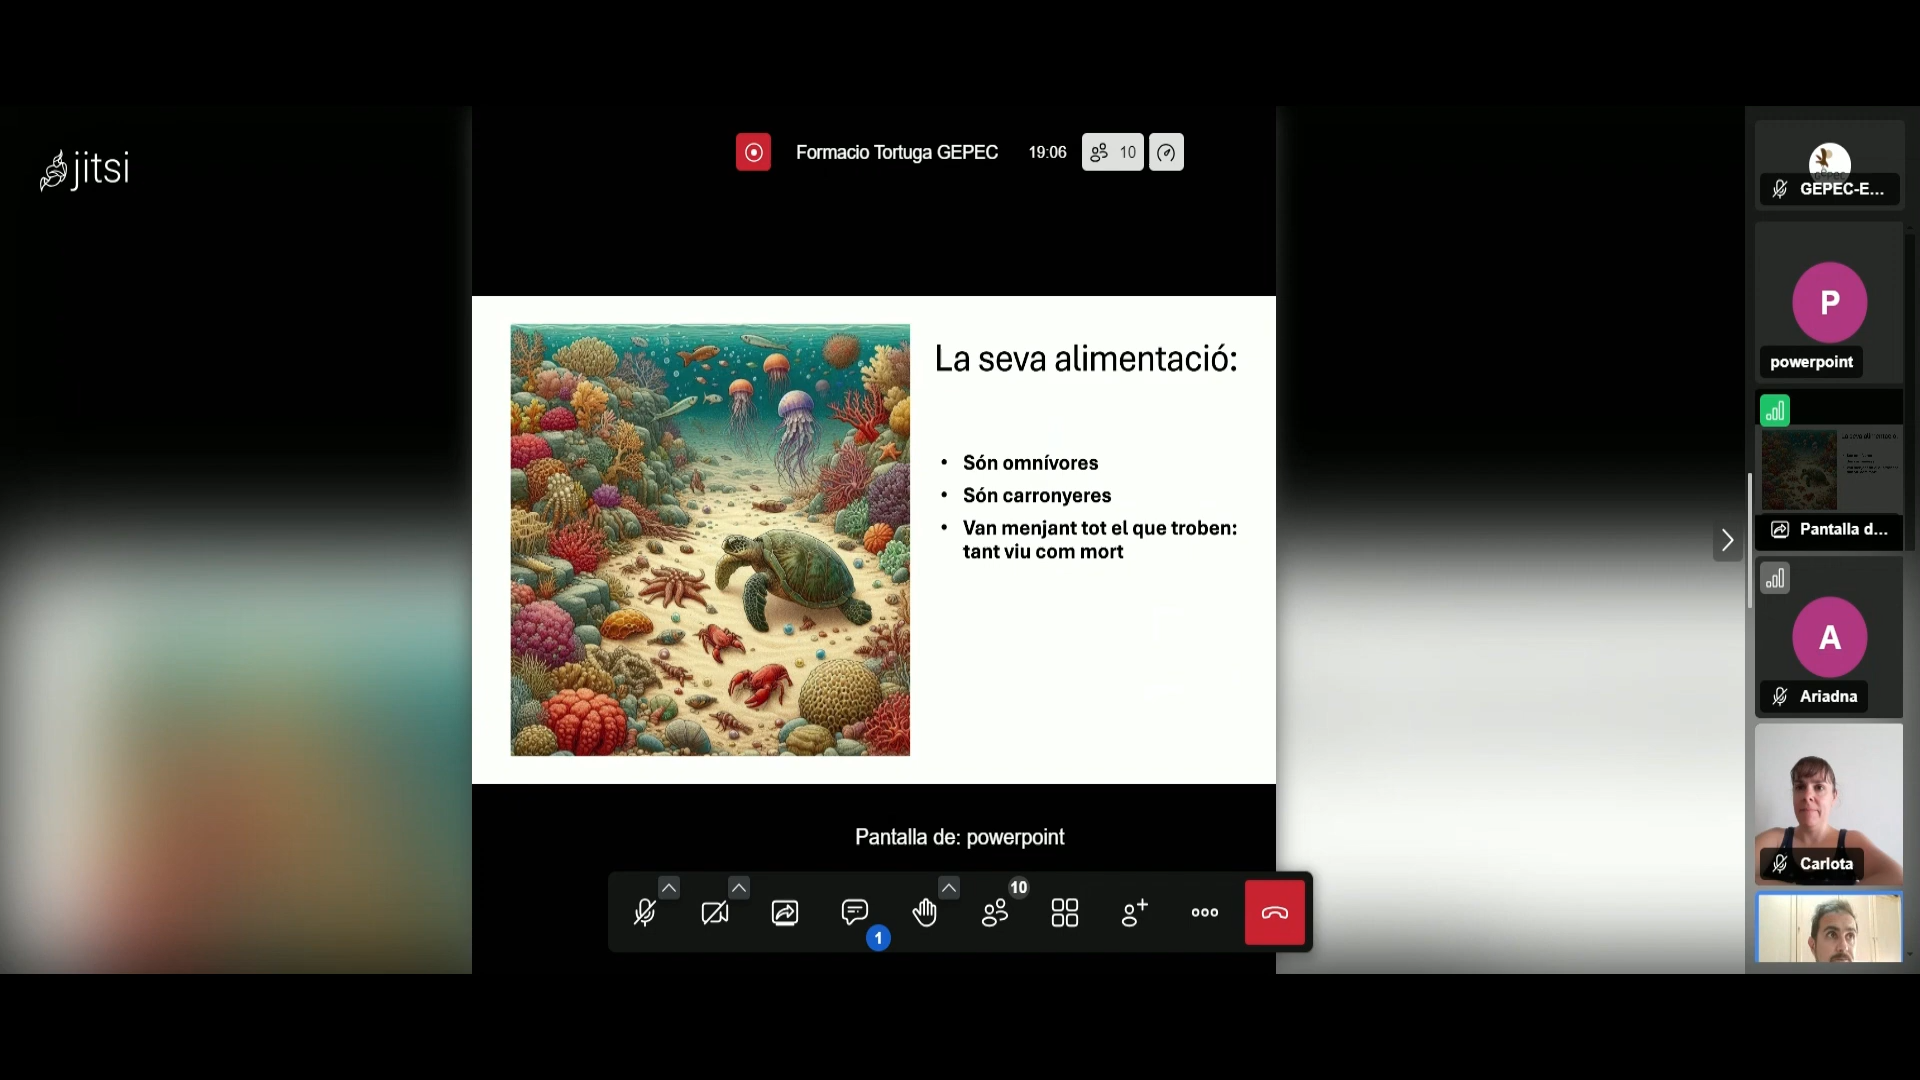 jitsi
Formacio Tortuga GEPEC
19:06
10
La seva alimentació:
• Són omnívores
• Són carronyeres
• Van menjant tot el que troben:
tant viu com mort
Pantalla de: powerpoint
10
1
GEPEC-E...
P
powerpoint
Pantalla d...
A
Ariadna
Carlota